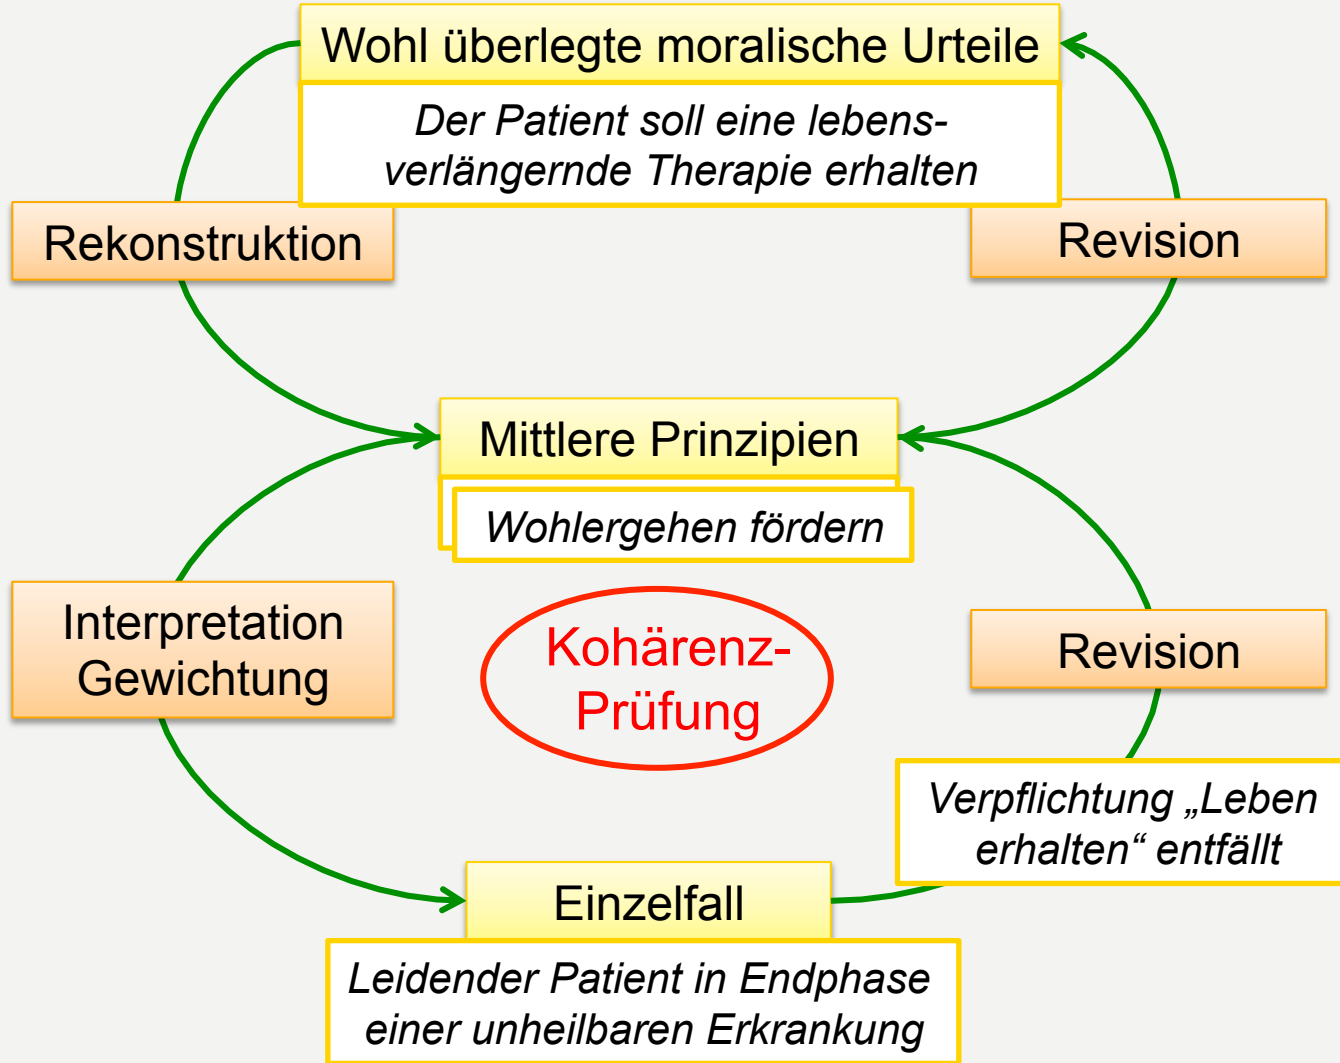 Wohl überlegte moralische Urteile
Der Patient soll eine lebens-
verlängernde Therapie erhalten
Rekonstruktion
Revision
Mittlere Prinzipien
Wohlergehen fördern
Interpretation
Gewichtung
Kohärenz-
Prüfung
Revision
Verpflichtung „Leben
erhalten“ entfällt
Einzelfall
Leidender Patient in Endphase
einer unheilbaren Erkrankung